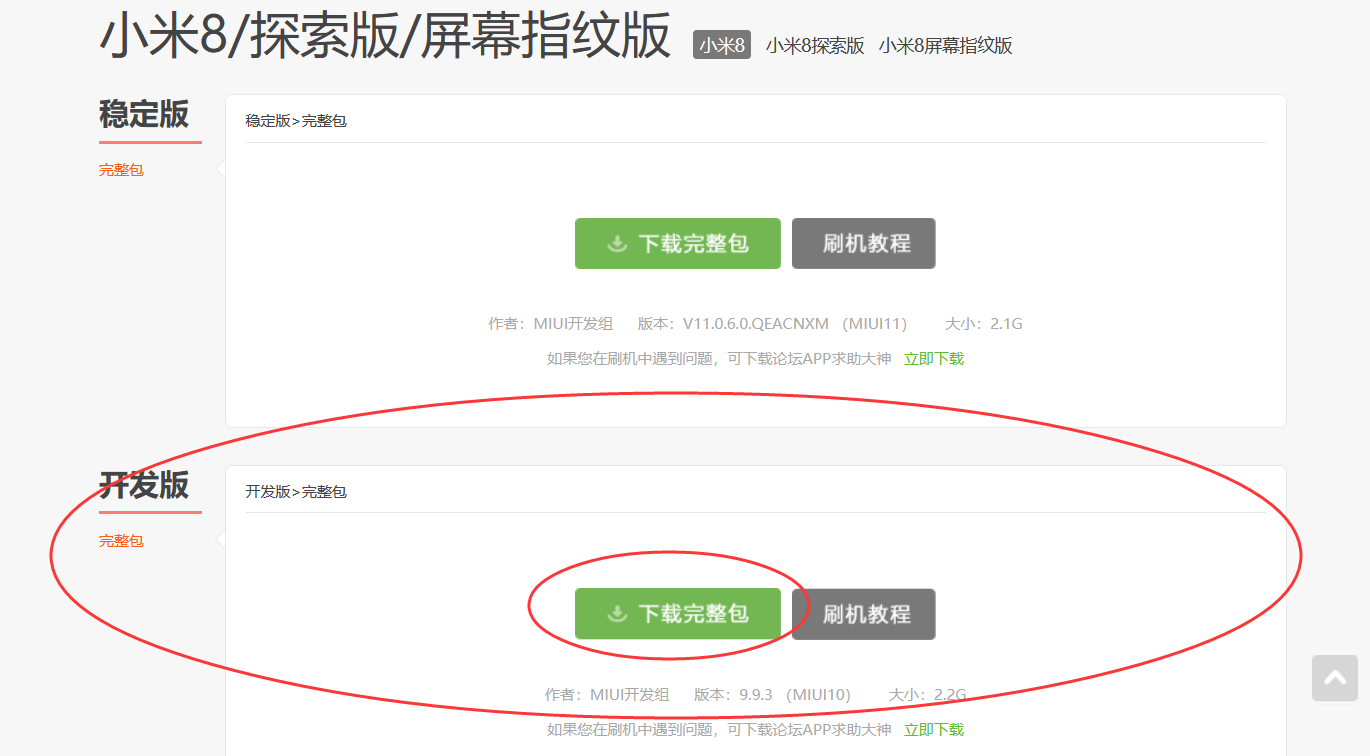 小米8/探索版/屏幕指纹版 小米8 小米8探索版 小米8屏幕指纹版
稳定版
完整包
稳定版>完整包
下载完整包 刷机教程
作者：MIUI开发组 版本：V11.0.6.0.QEACNXM （MIUI11） 大小：2.1G
如果您在刷机中遇到问题，可下载论坛APP求助大神 立即下载
开发版
完整包
开发版>完整包
下载完整包 刷机教程
作者：MIUI开发组 版本：9.9.3 （MIUI10） 大小：2.2G
如果您在刷机中遇到问题，可下载论坛APP求助大神 立即下载